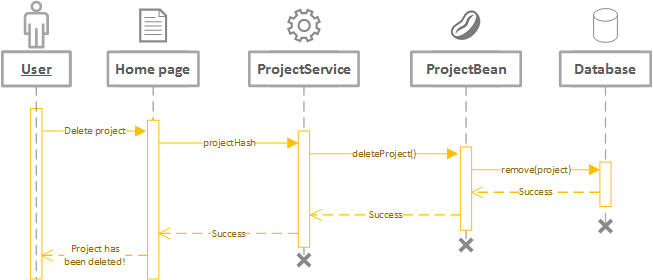 User
Home page
ProjectService
ProjectBean
Database
Delete project
projectHash
deleteProject()
remove(project)
Success
Success
Success
Project has
been deleted!